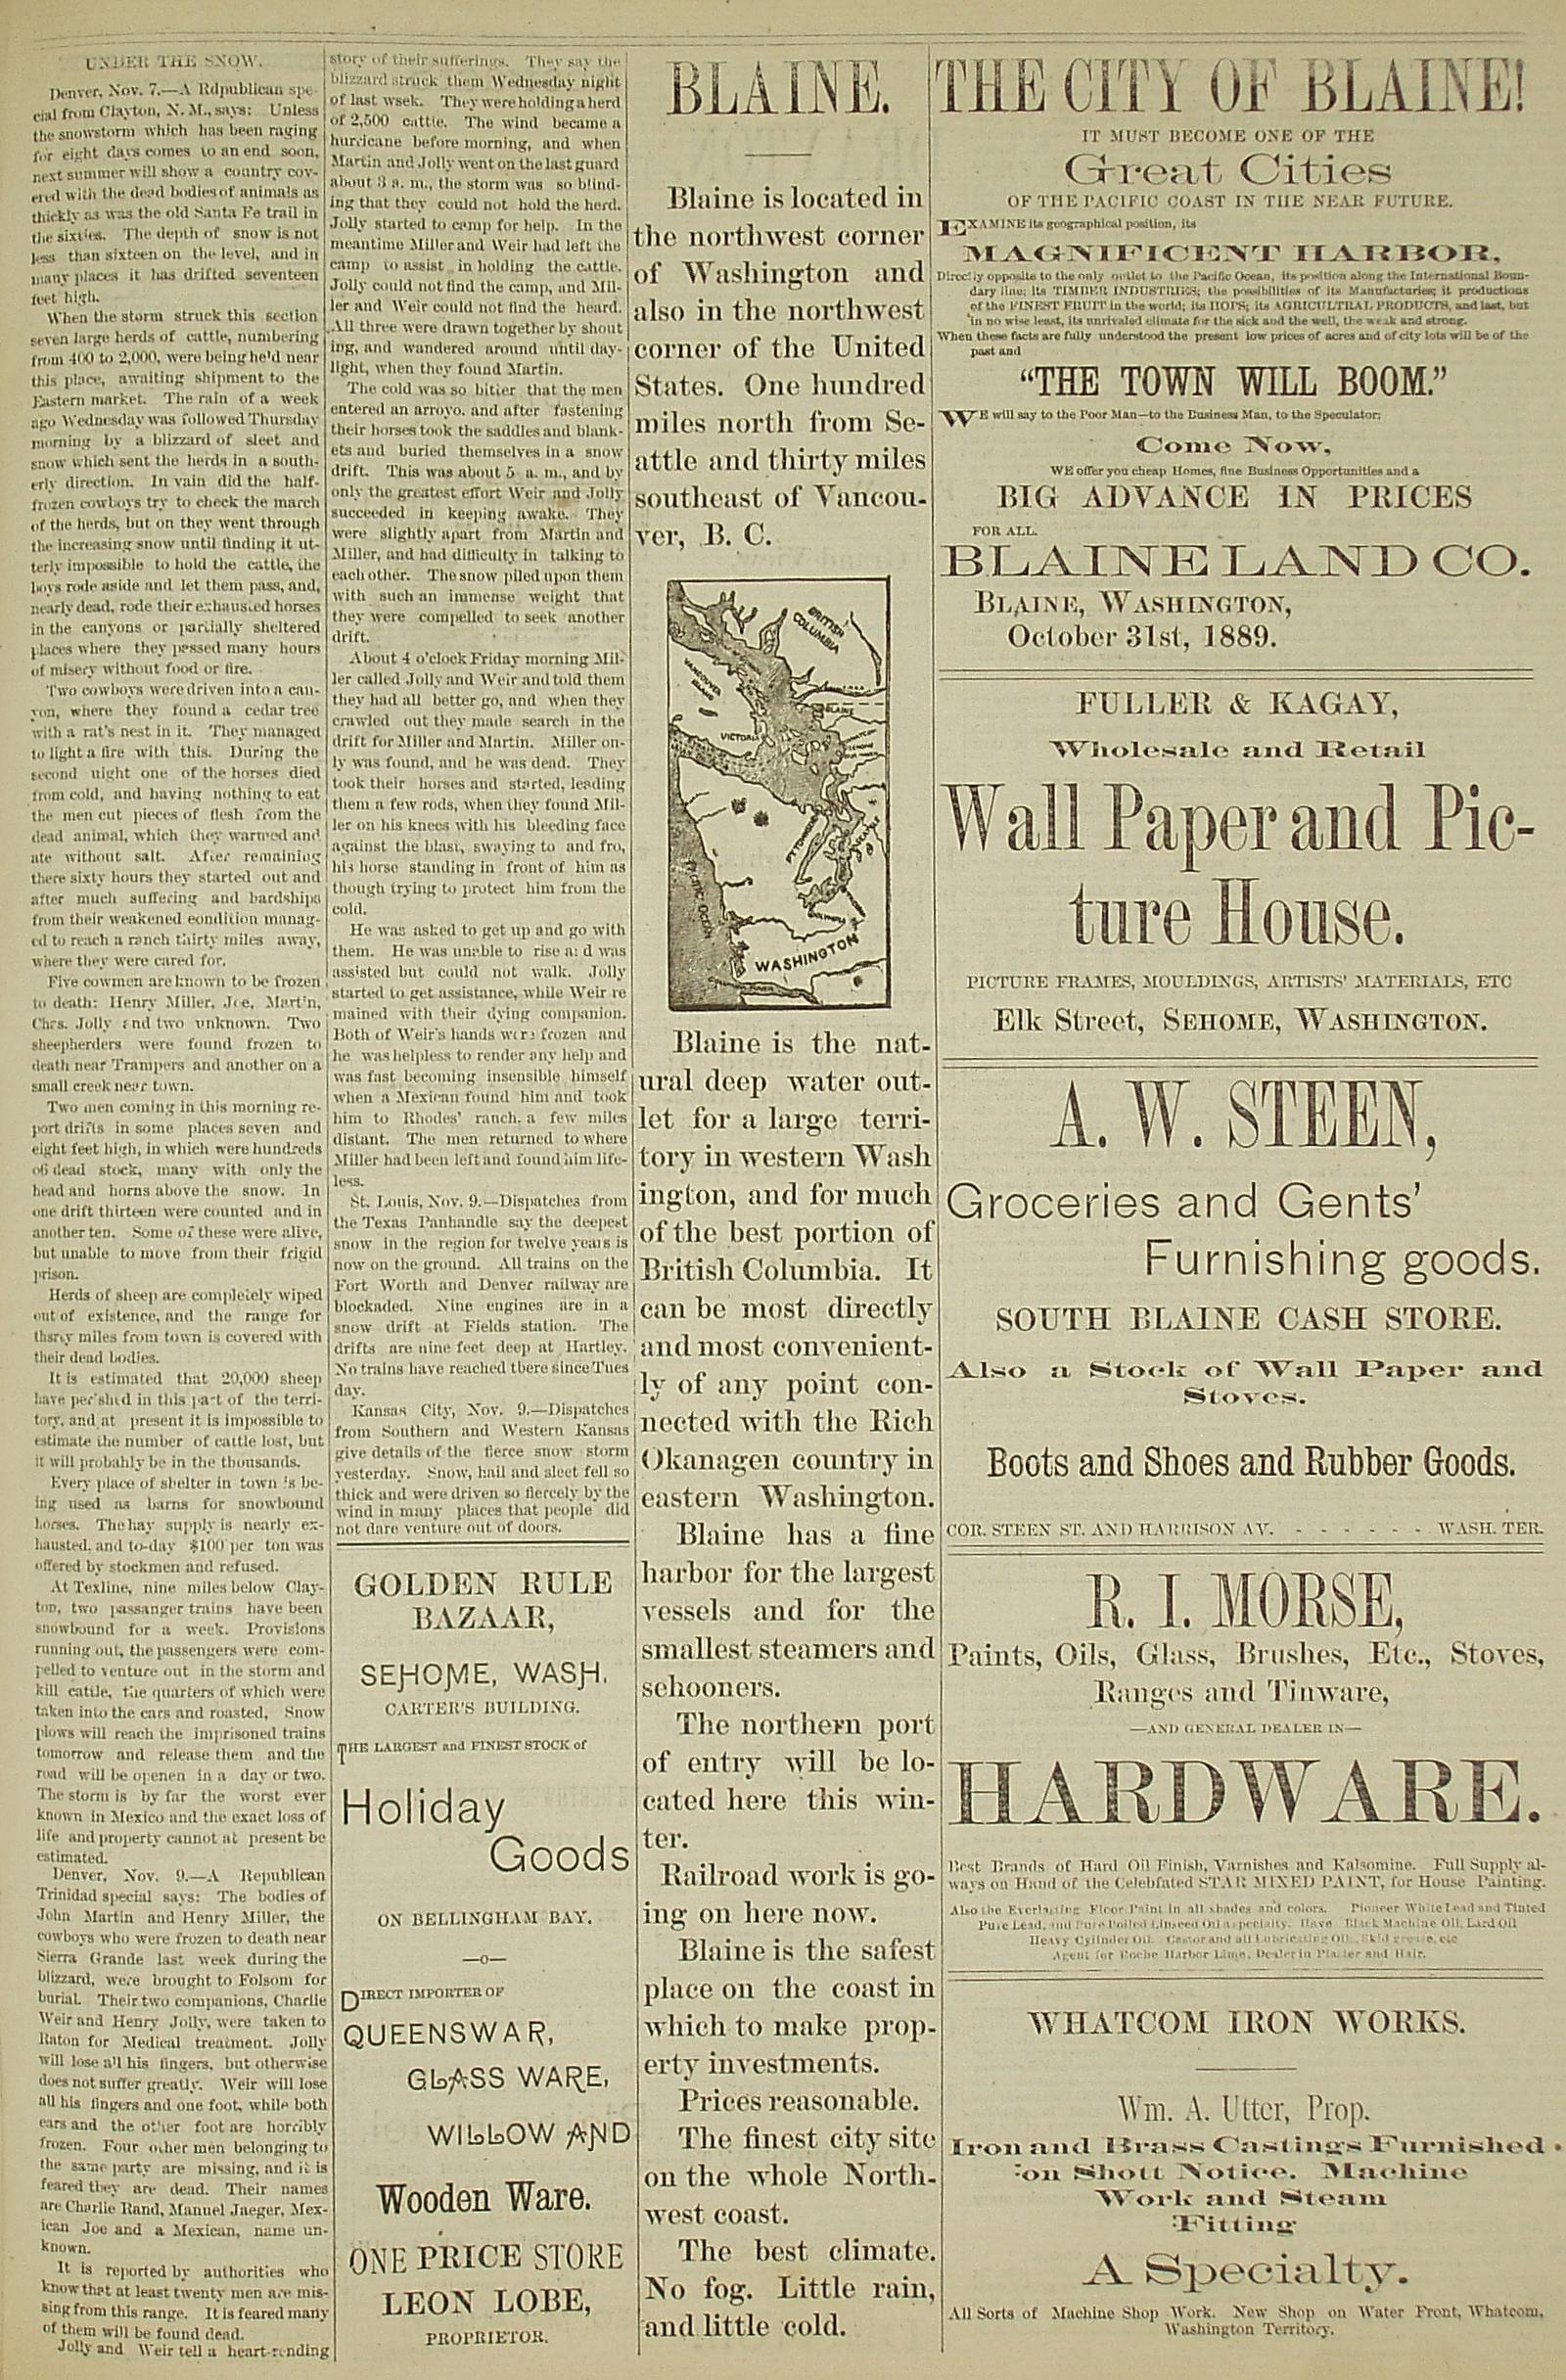 UNDER THE SNOW.
Denver, Nov. 7.—A Rdpublican spe-
cial from Clayton, N. M., says: Unless
the snowstorm which has been raging
for eight days comes to an end soon,
next summer will show a country cov-
ered with the dead bodies of animals as
thickly as was the old Santa Fe trail in
the sixties. The depth of snow is not
less than sixteen on the level, and in
many places it has drifted seventeen
feet high.
When the storm struck this section
seven large herds of cattle, numbering
from 400 to 2,000, were being he'd near
this place, awaiting shipment to the
Eastern market. The rain of a week
ago Wednesday was followed Thursday
morning by a blizzard of sleet and
snow which sent the herds in a south-
erly direction. In vain did the half-
frozen cowboys try to check the march
of the herds, but on they went through
the increasing snow until finding it ut-
terly impossible to hold the cattle, the
boys rode aside and let them pass, and,
nearly dead, rode their exhausted horses
in the canyons or partially sheltered
places where they passed many hours
of misery without food or fire.
Two cowboys were driven into a can-
yon, where they found a cedar tree
with a rat's nest in it. They managed
to light a fire with this. During the
second night one of the horses died
from cold, and having nothing to eat
the men cut pieces of flesh from the
dead animal, which they warmed and
ate without salt. After remaining
there sixty hours they started out and
after much suffering and hardships
from their weakened eondition manag-
ed to reach a ranch thirty miles away,
where they were cared for.
Five cowmen are known to be frozen
to death: Henry Miller, Joe, Mart'n,
Chrs. Jolly and two unknown. Two
sheepherders were found frozen to
death near Trampers and another on a
small creek near town.
Two men coming in this morning re-
port drifts in some places seven and
eight feet high, in which were hundreds
o6 dead stock, many with only the
head and horns above the snow. In
one drift thirteen were counted and in
another ten. Some of these were alive,
but unable to move from their frigid
prison.
Herds of sheep are completely wiped
out of existence, and the range for
thsrty miles from town is covered with
their dead bodies.
It is estimated that 20,000 sheep
have per'shed in this part of the terri-
tory, and at present it is impossible to
estimate the number of cattle lost, but
it will probably be in the thousands.
Every place of shelter in town 's be-
ing used as barns for snowbound
horses. The hay supply is nearly ex-
hausted, and to-day $100 per ton was
offered by stockmen and refused.
At Texline, nine miles below Clay-
ton, two passanger trains have been
snowbound for a week. Provisions
running out, the passengers were com-
pelled to venture out in the storm and
kill cattle, the quarters of which were
taken into the cars and roasted, Snow
plows will reach the imprisoned trains
tomorrow and release them and the
road will be openen in a day or two.
The storm is by far the worst ever
known in Mexico and the exact loss of
life and property cannot at present be
estimated.
Denver, Nov. 9.—A Republican
Trinidad special says: The bodies of
John Martin and Henry Miller, the
cowboys who were frozen to death near
Sierra Grande last week during the
blizzard, were brought to Folsom for
burial. Their two companions, Charlie
Weir and Henry Jolly, were taken to
Raton for Medical treatment. Jolly
will lose a'l his fingers, but otherwise
does not suffer greatly. Weir will lose
all his fingers and one foot, while both
ears and the other foot are horribly
frozen. Four other men belonging to
the same party are missing, and it is
feared they are dead. Their names
are Charlie Rand, Manuel Jaeger, Mex-
ican Joe and a Mexican, name un-
known.
It is reported by authorities who
know that at least twenty men are mis-
sing from this range. It is feared many
of them will be found dead.
Jolly and Weir tell a heart-rending
story of their sufferings. They say the
blizzard struck them Wednesday night
of last wsek. They were holding a herd
of 2,500 cattle. The wind became a
hurricane before morning, and when
Martin and Jolly went on the last guard
about 3 a. m., the storm was so blind-
ing that they could not hold the herd.
Jolly started to camp for help. In the
meantime Miller and Weir had left the
camp to assist in holding the cattle.
Jolly could not find the camp, and Mil-
ler and Weir could not find the heard.
All three were drawn together by shout
ing, and wandered around until day-
light, when they found Martin.
The cold was so bitter that the men
entered an arroyo. and after fastening
their horses took the saddles and blank-
ets and buried themselves in a snow
drift. This was about 5 a. m., and by
only the greatest effort Weir and Jolly
succeeded in keeping awake. They
were slightly apart from Martin and
Miller, and had difficulty in talking to
each other. The snow piled upon them
with such an immense weight that
they were compelled to seek another
drift.
About 4 o'clock Friday morning Mil-
ler called Jolly and Weir and told them
they had all better go, and when they
crawled out they made search in the
drift for Miller and Martin. Miller on-
ly was found, and he was dead. They
took their horses and started, leading
them a few rods, when they found Mil-
ler on his knees with his bleeding face
against the blast, swaying to and fro,
his horse standing in front of him as
though trying to protect him from the
cold.
He was asked to get up and go with
them. He was unable to rise a: d was
assisted but could not walk. Jolly
started to get assistance, while Weir re
mained with their dying companion.
Both of Weir's hands were frozen and
he was helpless to render any help and
was fast becoming insensible himself
when a Mexican found him and took
him to Rhodes' ranch. a few miles
distant. The men returned to where
Miller had been left and found him life-
less.
St. Louis, Nov. 9.—Dispatches from
the Texas Panhandle say the deepest
snow in the region for twelve years is
now on the ground. All trains on the
Fort Worth and Denver railway are
blockaded. Nine engines are in a
snow drift at Fields station. The
drifts are nine feet deep at Hartley.
No trains have reached there since Tues
day.
Kansas City, Nov. 9.—Dispatches
from Southern and Western Kansas
give details of the fierce snow storm
yesterday. Snow, hail and sleet fell so
thick and were driven so fiercely by the
wind in many places that people did
not dare venture out of doors.
GOLDEN RULE
BAZAAR,
SEHOME, WASH.
CARTER'S BUILDING.
THE LARGEST and FINEST STOCK of
Holiday
Goods
ON BELLINGHAM BAY.
—o—
DIRECT IMPORTER OF
QUEENSWAR,
GLASS WARE,
WILLOW AND
Wooden Ware.
ONE PRICE STORE
LEON LOBE,
PROPRIETOR.
BLAINE.
Blaine is located in
the northwest corner
of Washington and
also in the northwest
corner of the United
States. One hundred
miles north from Se-
attle and thirty miles
southeast of Vancou-
ver, B. C.
BRITISH
COLUMBIA
VANCOUVER
ISLAND
BLAINE
VICTORIA
SEHOME
SEATTLE
Pacific Ocean
WASHINGTON
Blaine is the nat-
ural deep water out-
let for a large terri-
tory in western Wash
ington, and for much
of the best portion of
British Columbia. It
can be most directly
and most convenient-
ly of any point con-
nected with the Rich
Okanagen country in
eastern Washington.
Blaine has a fine
harbor for the largest
vessels and for the
smallest steamers and
schooners.
The northern port
of entry will be lo-
cated here this win-
ter.
Railroad work is go-
ing on here now.
Blaine is the safest
place on the coast in
which to make prop-
erty investments.
Prices reasonable.
The finest city site
on the whole North-
west coast.
The best climate.
No fog. Little rain,
and little cold.
THE CITY OF BLAINE!
IT MUST BECOME ONE OF THE
Great Cities
OF THE PACIFIC COAST IN THE NEAR FUTURE.
EXAMINE its geographical position, its
MAGNIFICENT HARBOR,
Directly opposite to the only outlet to the Pacific Ocean, its position along the International Boun-
dary line; its TIMBER INDUSTRIES; the possibilities of its Manufacturies; it productions
of the FINEST FRUIT in the world; its HOPS; its AGRICULTRAL PRODUCTS, and last, but
in no wise least, its unrivaled climate for the sick and the well, the weak and strong.
When these facts are fully understood the present low prices of acres and of city lots will be of the
past and
"THE TOWN WILL BOOM."
WE will say to the Poor Man—to the Business Man, to the Speculator:
Come Now,
WE offer you cheap Homes, fine Business Opportunities and a
BIG ADVANCE IN PRICES
FOR ALL.
BLAINE LAND CO.
BLAINE, WASHINGTON,
October 31st, 1889.
FULLER & KAGAY,
Wholesale and Retail
Wall Paper and Pic-
ture House.
PICTURE FRAMES, MOULDINGS, ARTISTS' MATERIALS, ETC
Elk Street, SEHOME, WASHINGTON.
A. W. STEEN,
Groceries and Gents'
Furnishing goods.
SOUTH BLAINE CASH STORE.
Also a Stock of Wall Paper and
Stoves.
Boots and Shoes and Rubber Goods.
COR. STEEN ST. AND HARRISON AV. - - - - - - - WASH. TER.
R. I. MORSE,
Paints, Oils, Glass, Brushes, Etc., Stoves,
Ranges and Tinware,
—AND GENERAL DEALER IN—
HARDWARE.
Best Brands of Hard Oil Finish, Varnishes and Kalsomine. Full Supply al-
ways on Hand of the Celebfated STAR MIXED PAINT, for House Painting.
Also the Everlasting Floor Paint in all shades and colors. Pioneer White Lead and Tinted
Pure Lead, and Pure Boiled Linseed Oil a specialty. Have Black Machine Oil, Lard Oil
Heavy Cylinder Oil. Castor and all Lubricating Oil, Skid grease, etc
Agent for Roche Harbor Lime. Dealer in Plaster and Hair.
WHATCOM IRON WORKS.
Wm. A. Utter, Prop.
Iron and Brass Castings Furnished
on Shott Notice. Machine
Work and Steam
Fitting
A Specialty.
All Sorts of Machine Shop Work. New Shop on Water Front, Whatcom,
Washington Territory.